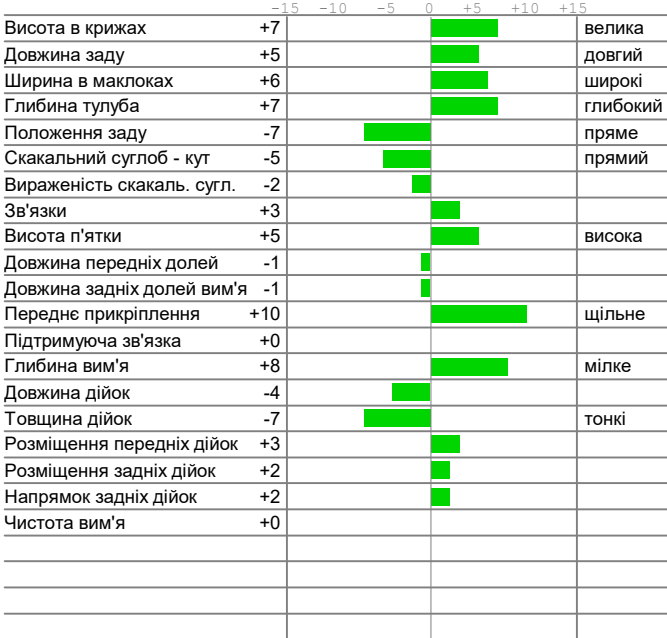 -15 -10 -5 0 +5 +10 +15
Висота в крижах +7 велика
Довжина заду +5 довгий
Ширина в маклоках +6 широкі
Глибина тулуба +7 глибокий
Положення заду -7 пряме
Скакальний суглоб - кут -5 прямий
Вираженість скакаль. сугл. -2
Зв'язки +3
Висота п'ятки +5 висока
Довжина передніх долей -1
Довжина задніх долей вим'я -1
Переднє прикріплення +10 щільне
Підтримуюча зв'язка +0
Глибина вим'я +8 мілке
Довжина дійок -4
Товщина дійок -7 тонкі
Розміщення передніх дійок +3
Розміщення задніх дійок +2
Напрямок задніх дійок +2
Чистота вим'я +0